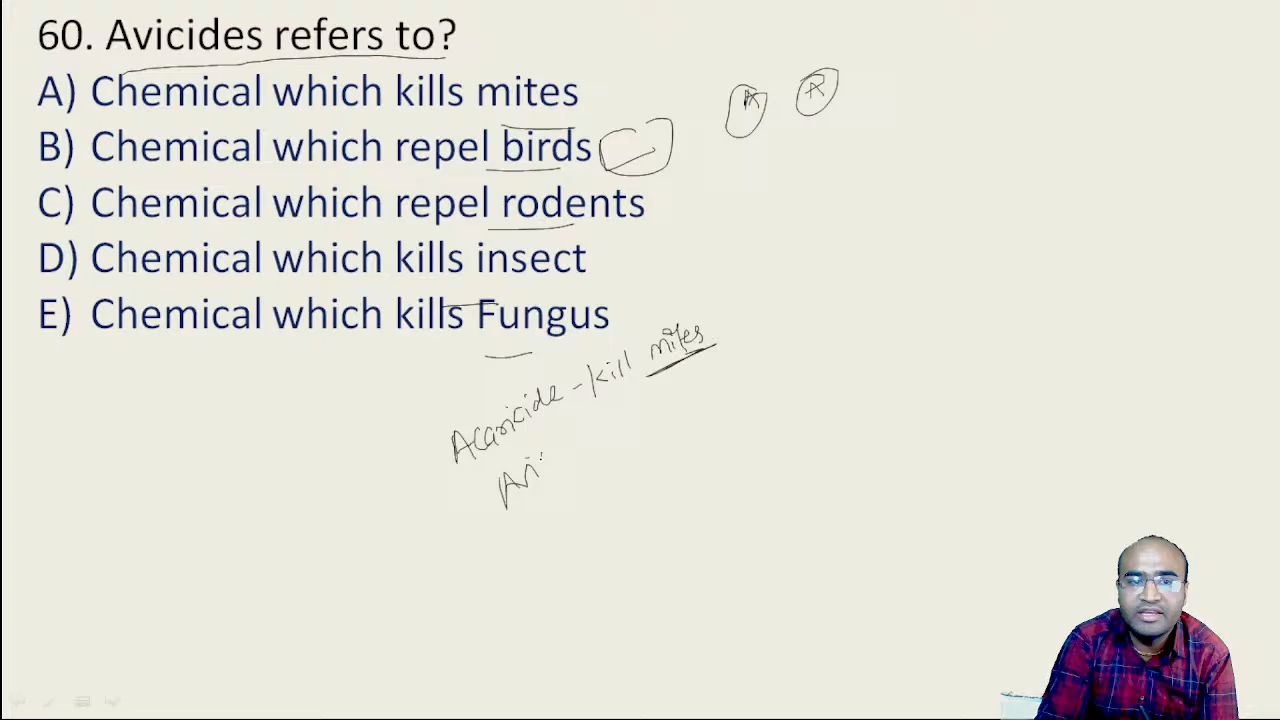 60. Avicides refers to?
A) Chemical which kills mites
B) Chemical which repel birds
C) Chemical which repel rodents
D) Chemical which kills insect
E) Chemical which kills Fungus
A R
Acaricide - kill mites
Avi